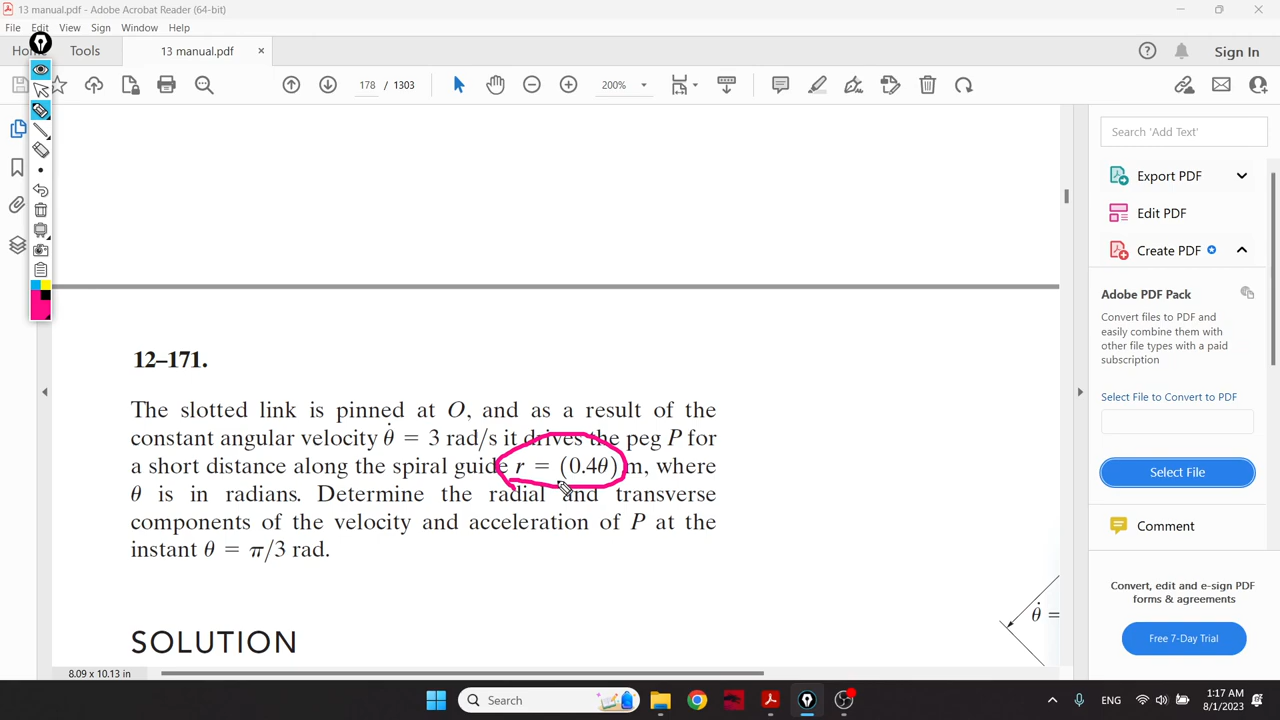 13 manual.pdf - Adobe Acrobat Reader (64-bit)
File Edit View Sign Window Help
Tools 13 manual.pdf × Sign In
178 / 1303 200%
Search 'Add Text'
Export PDF
Edit PDF
Create PDF
Adobe PDF Pack
Convert files to PDF and
easily combine them with
other file types with a paid
subscription
Select File to Convert to PDF
Select File
Comment
Convert, edit and e-sign PDF
forms & agreements
Free 7-Day Trial
12–171.
The slotted link is pinned at O, and as a result of the
constant angular velocity θ̇ = 3 rad/s it drives the peg P for
a short distance along the spiral guide r = (0.4θ) m, where
θ is in radians. Determine the radial and transverse
components of the velocity and acceleration of P at the
instant θ = π/3 rad.
SOLUTION
θ̇ =
8.09 x 10.13 in
Search
ENG
1:17 AM
8/1/2023